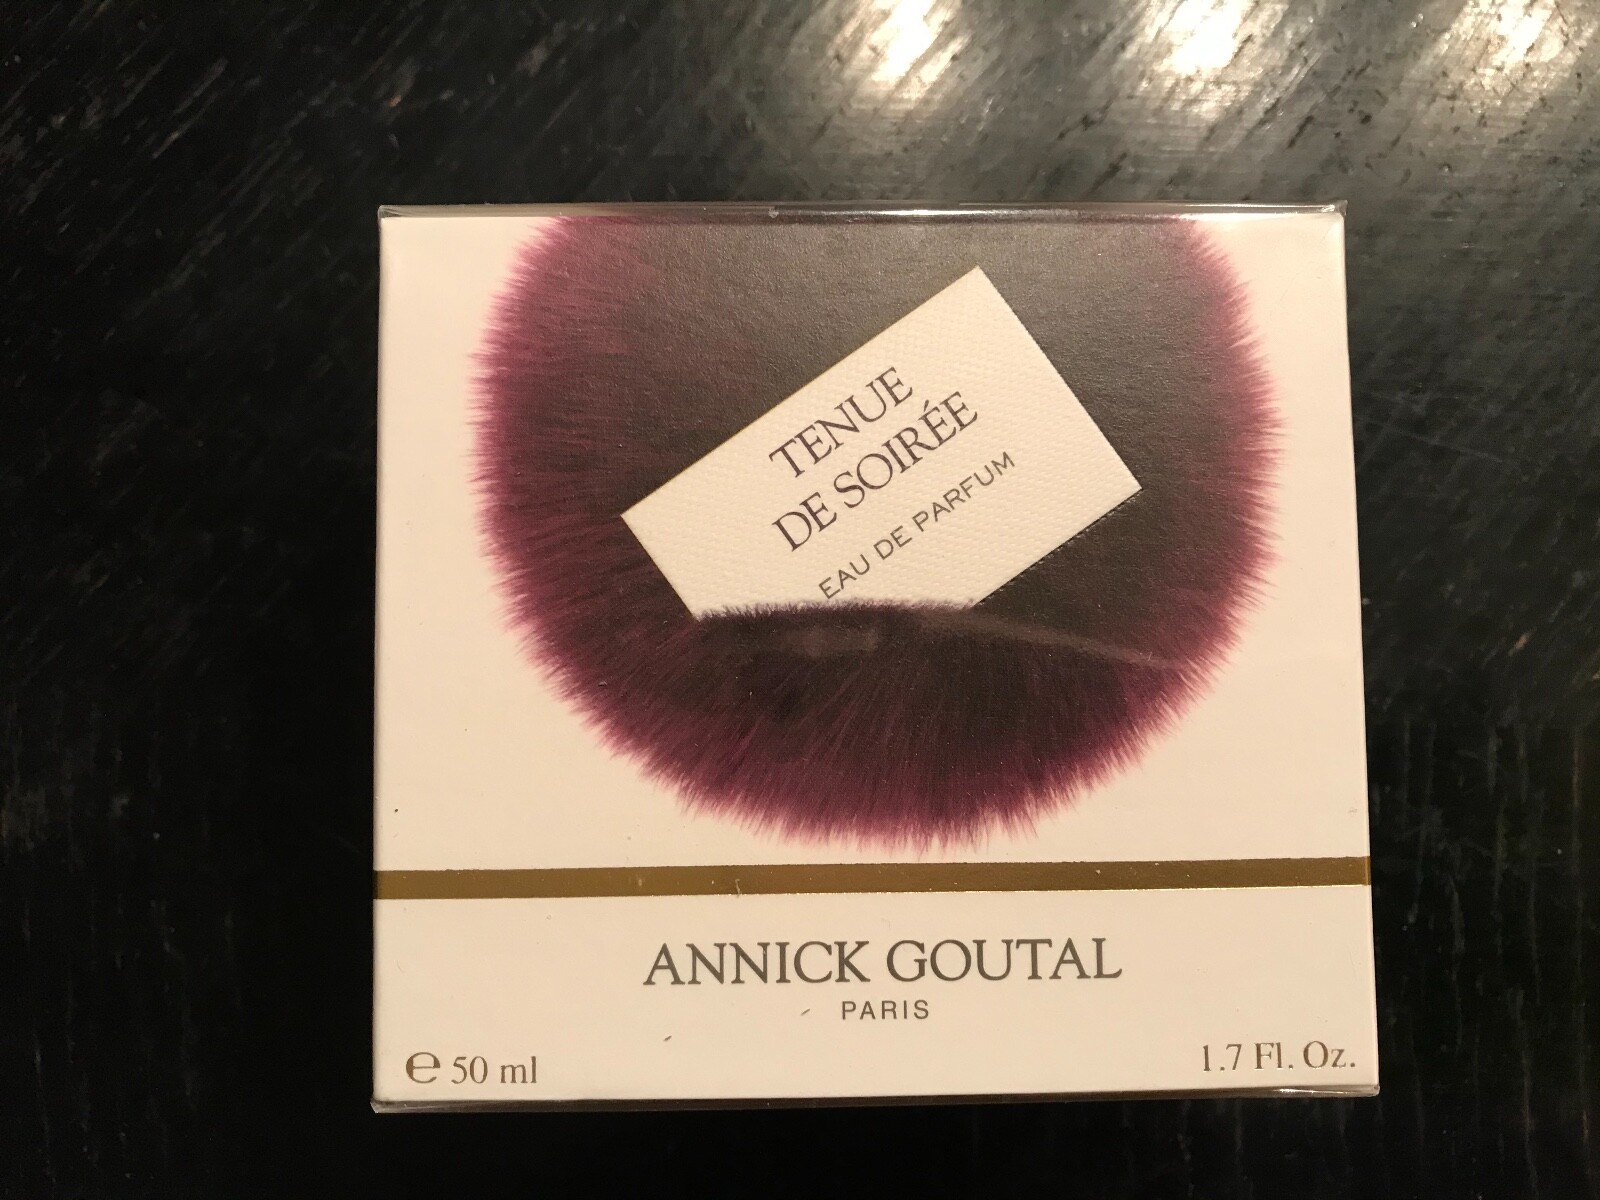 TENUE
DE SOIRÉE
EAU DE PARFUM
ANNICK GOUTAL
PARIS
℮ 50 ml
1.7 Fl. Oz.